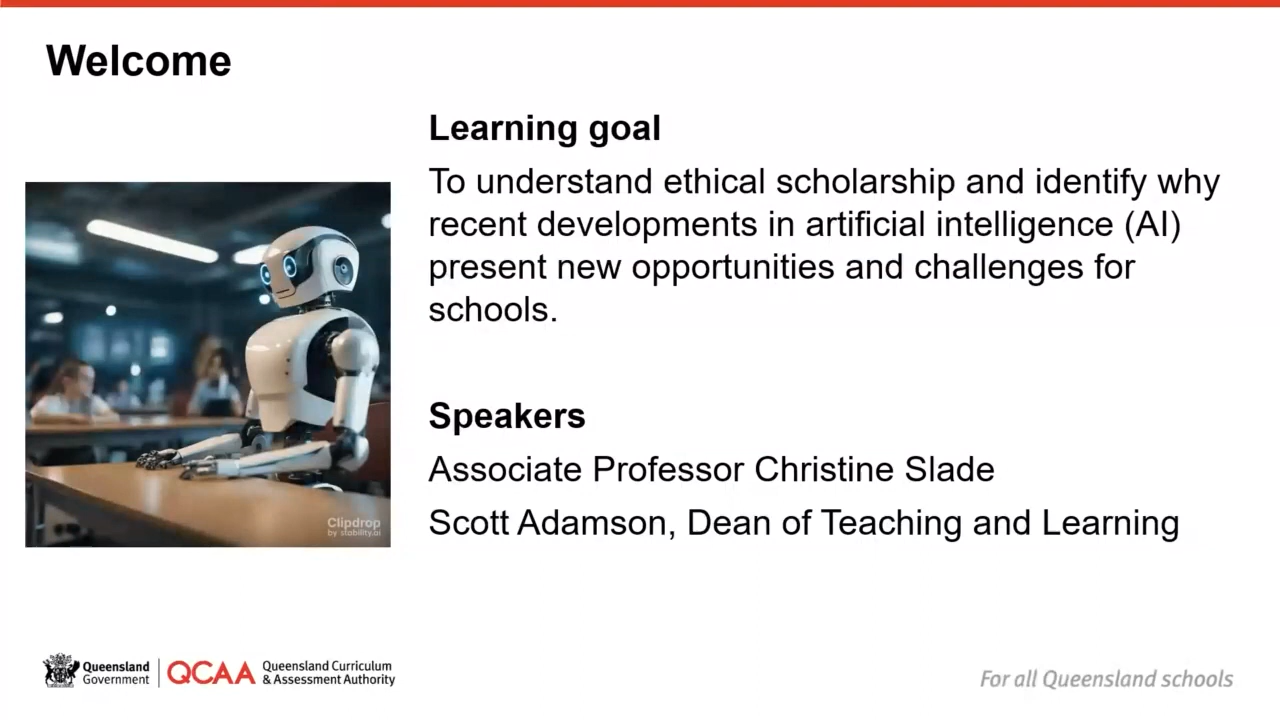 Welcome
Learning goal
To understand ethical scholarship and identify why
recent developments in artificial intelligence (AI)
present new opportunities and challenges for
schools.
Speakers
Associate Professor Christine Slade
Scott Adamson, Dean of Teaching and Learning
Clipdrop
by stability.ai
Queensland
Government
QCAA
Queensland Curriculum
& Assessment Authority
For all Queensland schools